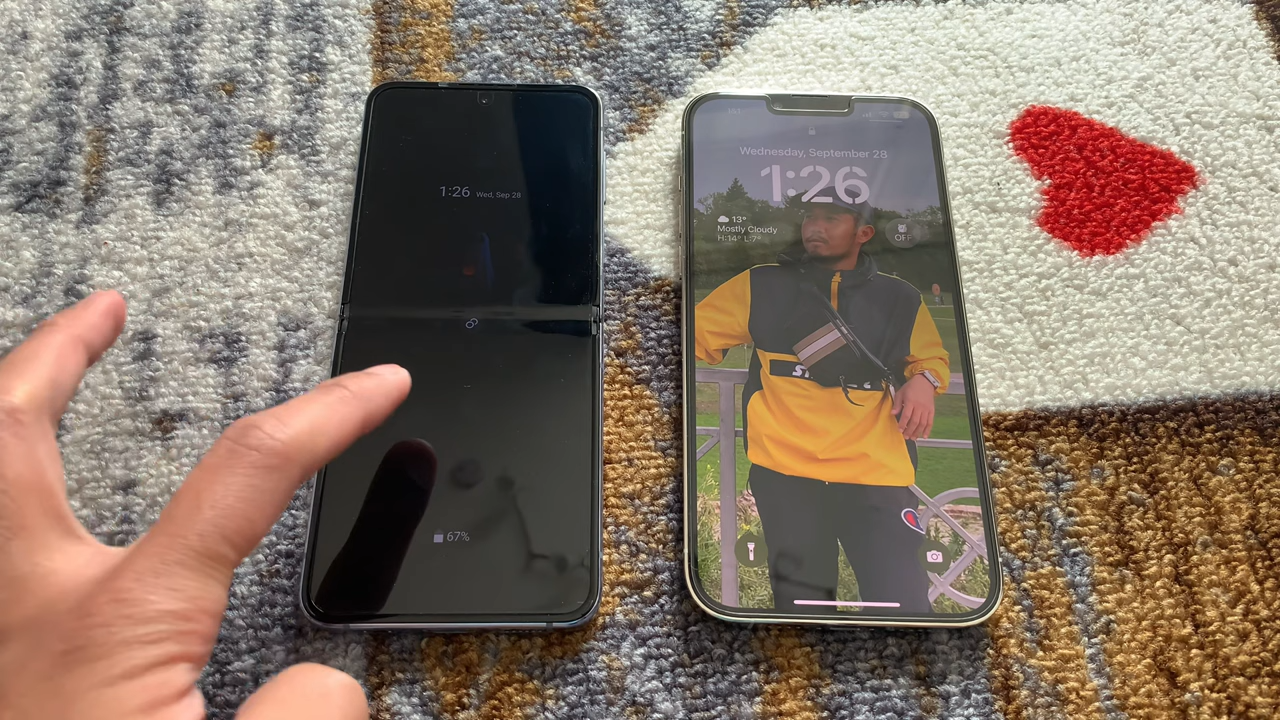 1:26 Wed, Sep 28
67%
Wednesday, September 28
1:26
13°
Mostly Cloudy
H:14° L:7°
OFF